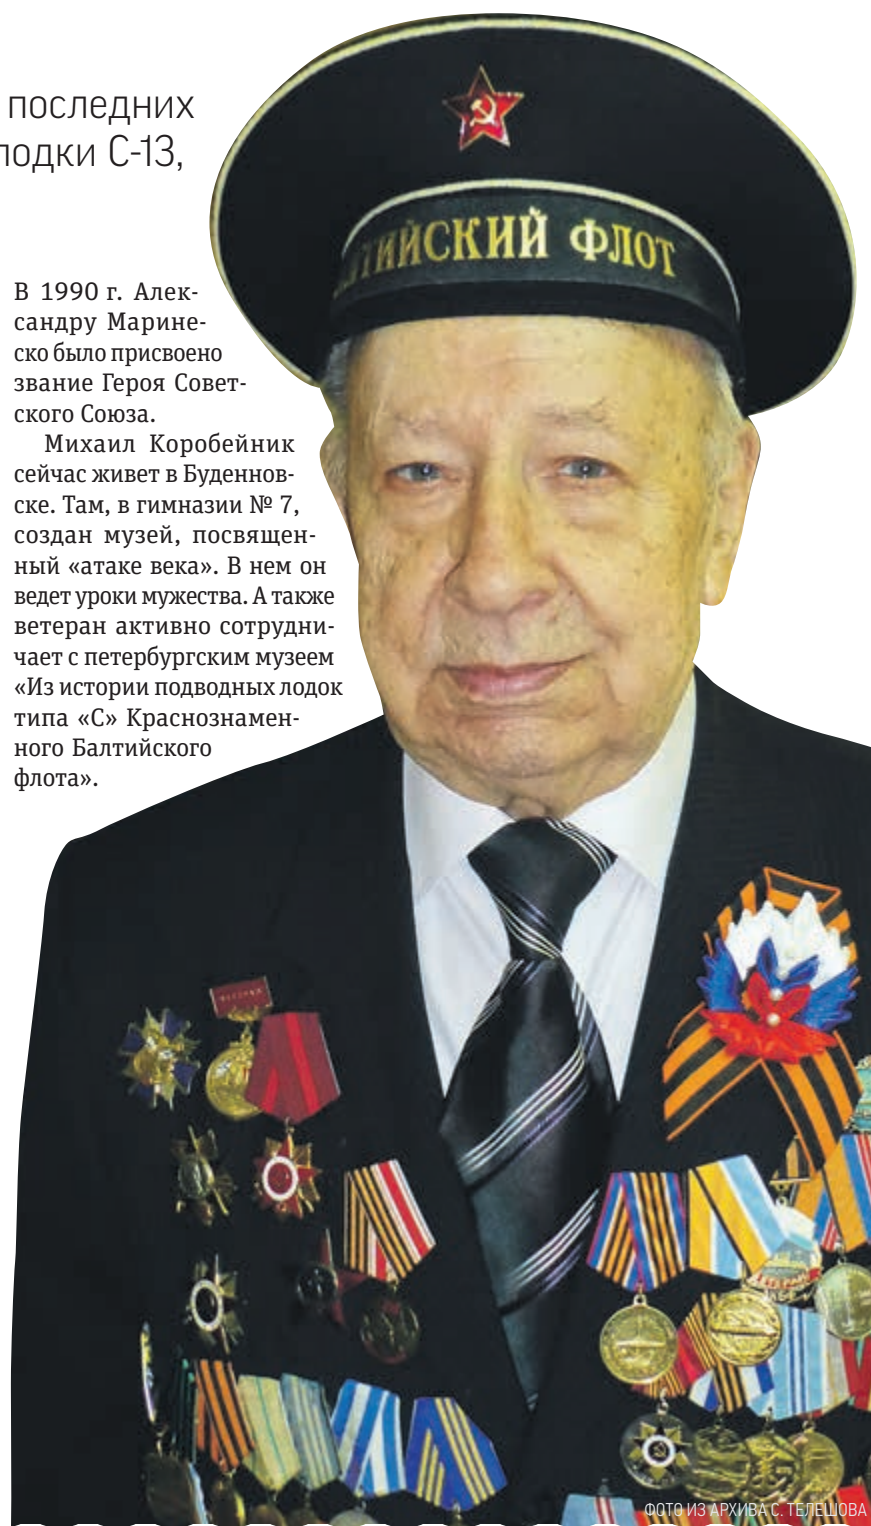 последних
лодки С-13,
В 1990 г. Алек-
сандру Марине-
ско было присвоено
звание Героя Совет-
ского Союза.
Михаил Коробейник
сейчас живет в Буденнов-
ске. Там, в гимназии № 7,
создан музей, посвящен-
ный «атаке века». В нем он
ведет уроки мужества. А также
ветеран активно сотрудни-
чает с петербургским музеем
«Из истории подводных лодок
типа «С» Краснознамен-
ного Балтийского
флота».
ТИЙСКИЙ ФЛОТ
ФОТО ИЗ АРХИВА С. ТЕЛЕШОВА